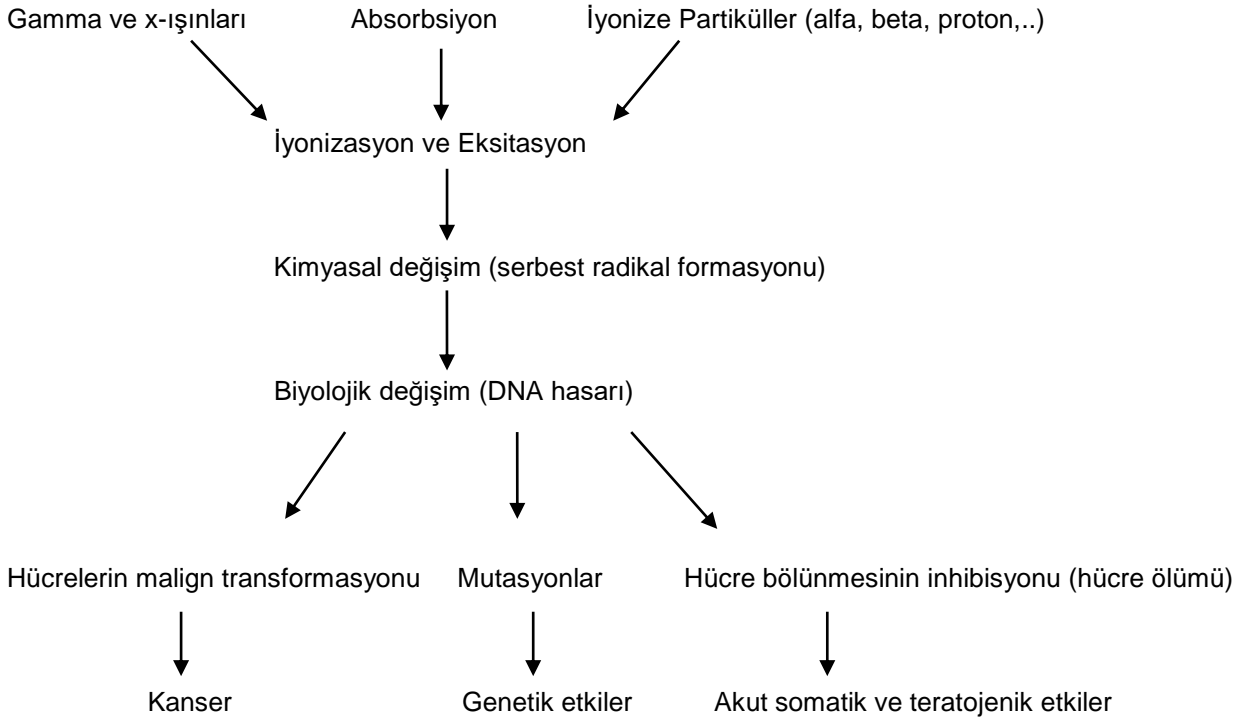 Gamma ve x-ışınları Absorbsiyon İyonize Partiküller (alfa, beta, proton,..)
İyonizasyon ve Eksitasyon
Kimyasal değişim (serbest radikal formasyonu)
Biyolojik değişim (DNA hasarı)
Hücrelerin malign transformasyonu Mutasyonlar Hücre bölünmesinin inhibisyonu (hücre ölümü)
Kanser Genetik etkiler Akut somatik ve teratojenik etkiler